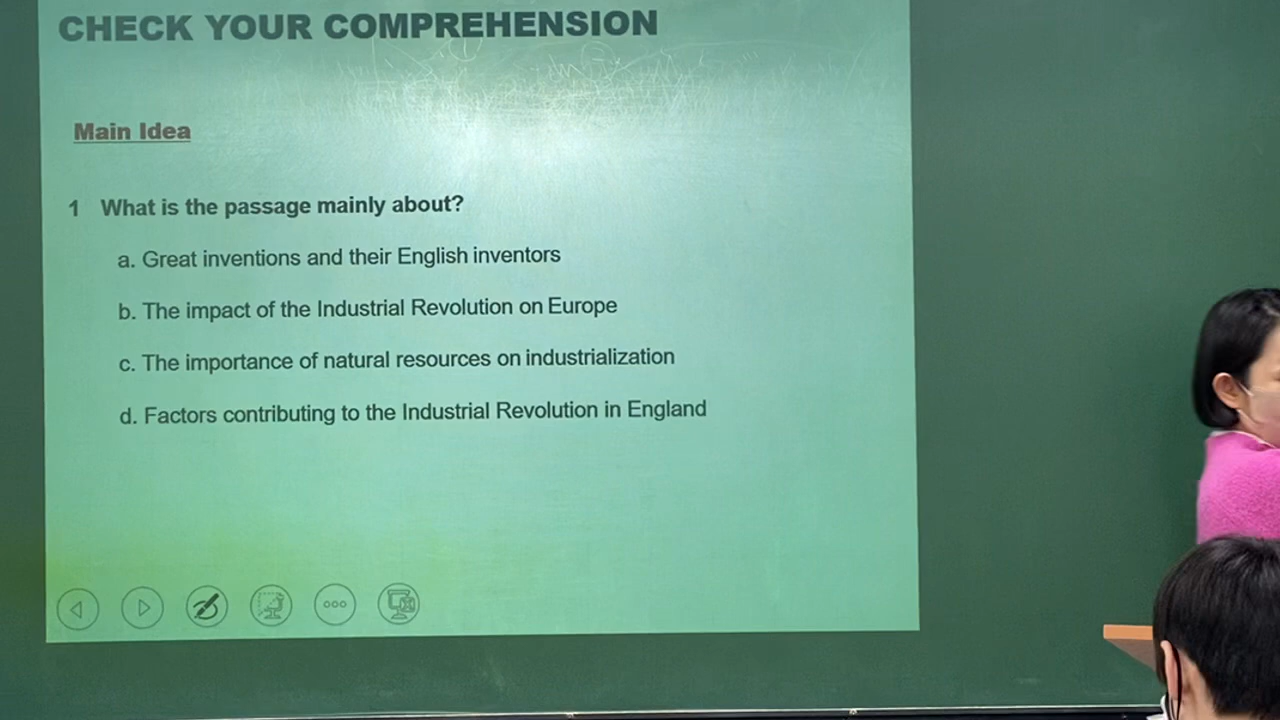 CHECK YOUR COMPREHENSION
Main Idea
1 What is the passage mainly about?
a. Great inventions and their English inventors
b. The impact of the Industrial Revolution on Europe
c. The importance of natural resources on industrialization
d. Factors contributing to the Industrial Revolution in England